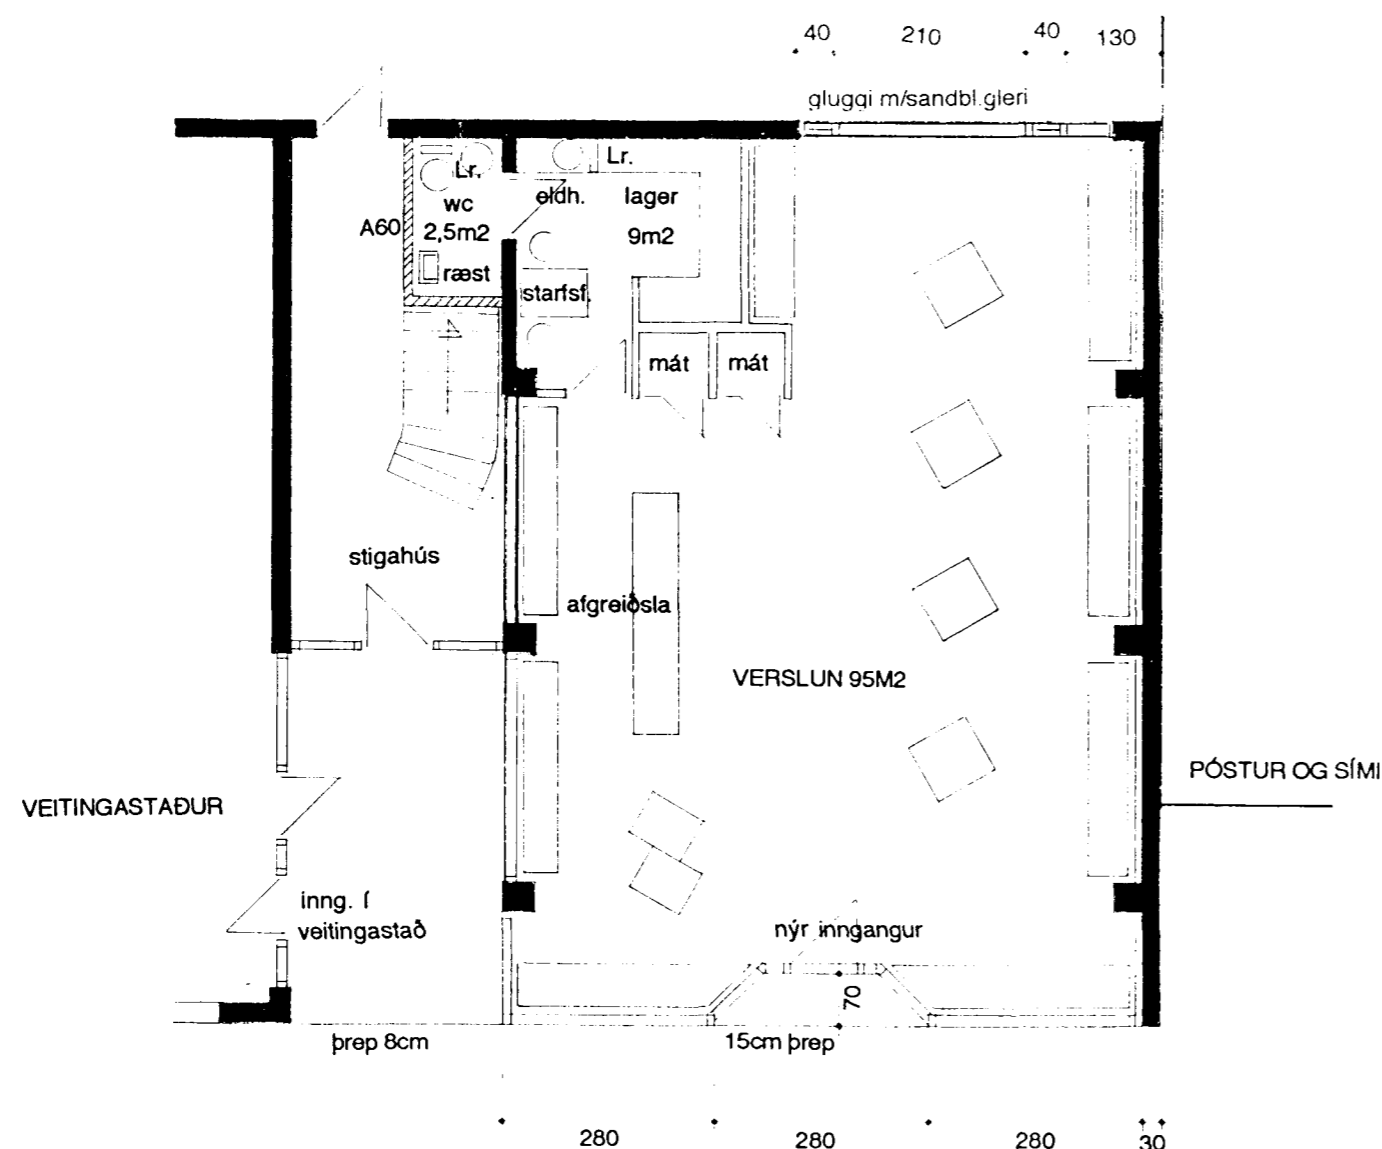 40 210 40 130
gluggi m/sandbl.gleri
Lr.
wc
2,5m2
ræst
A60
Lr.
eldh.
lager
9m2
starfsf.
mát
mát
stigahús
afgreiðsla
VERSLUN 95M2
PÓSTUR OG SÍMI
VEITINGASTAÐUR
inng. í
veitingastað
nýr inngangur
70
þrep 8cm
15cm þrep
280 280 280 30